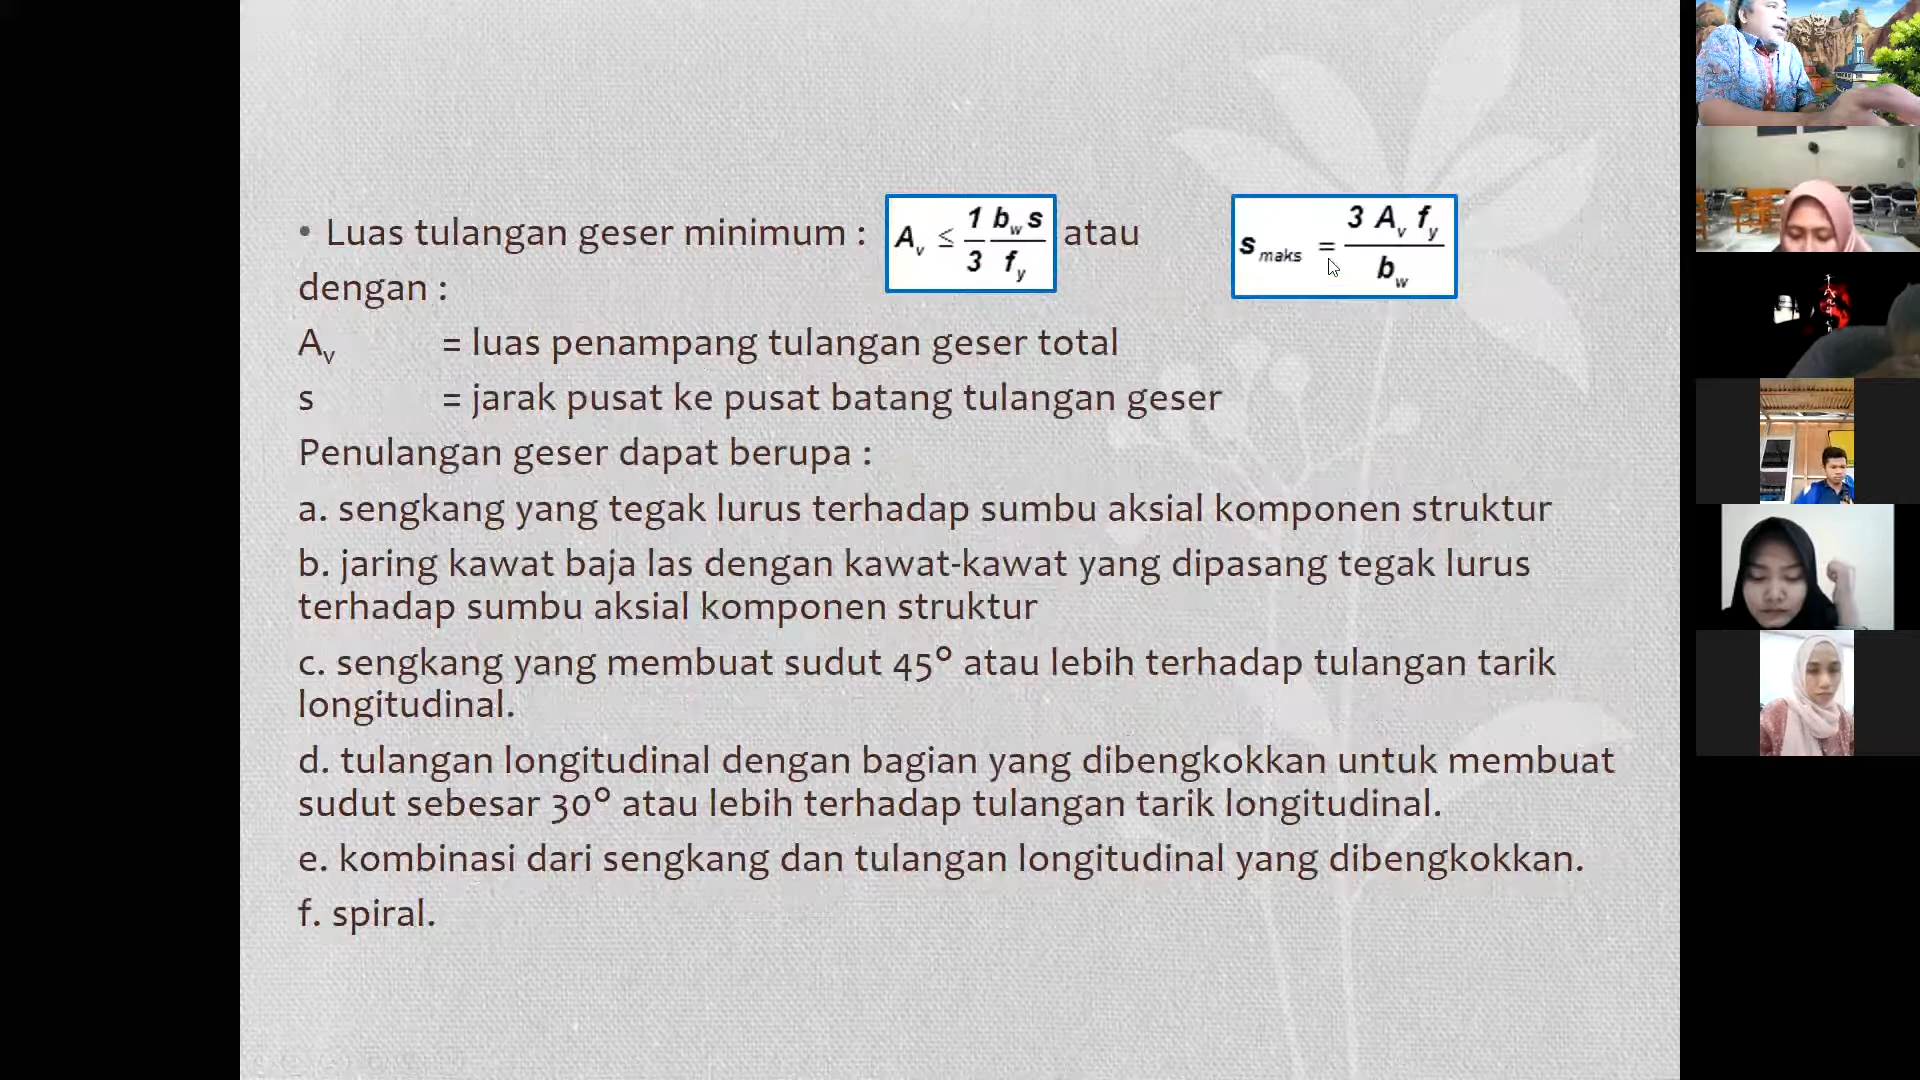 • Luas tulangan geser minimum : A_v ≤ 1/3 b_w s / f_y atau s_maks = 3 A_v f_y / b_w
dengan :
A_v = luas penampang tulangan geser total
s = jarak pusat ke pusat batang tulangan geser
Penulangan geser dapat berupa :
a. sengkang yang tegak lurus terhadap sumbu aksial komponen struktur
b. jaring kawat baja las dengan kawat-kawat yang dipasang tegak lurus
terhadap sumbu aksial komponen struktur
c. sengkang yang membuat sudut 45° atau lebih terhadap tulangan tarik
longitudinal.
d. tulangan longitudinal dengan bagian yang dibengkokkan untuk membuat
sudut sebesar 30° atau lebih terhadap tulangan tarik longitudinal.
e. kombinasi dari sengkang dan tulangan longitudinal yang dibengkokkan.
f. spiral.